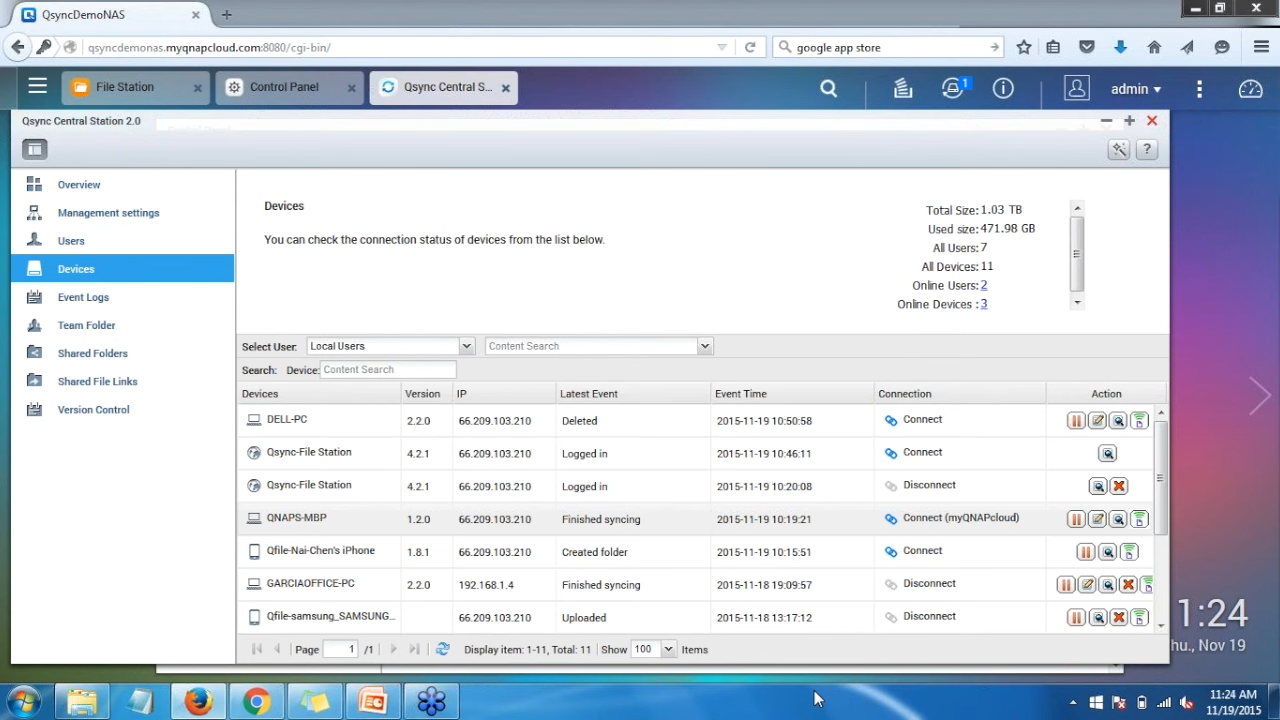 QsyncDemoNAS
qsyncdemonas.myqnapcloud.com:8080/cgi-bin/
google app store
File Station
Control Panel
Qsync Central S...
1
admin
Qsync Central Station 2.0
?
Overview
Management settings
Users
Devices
Event Logs
Team Folder
Shared Folders
Shared File Links
Version Control
Devices
You can check the connection status of devices from the list below.
Total Size: 1.03 TB
Used size: 471.98 GB
All Users: 7
All Devices: 11
Online Users: 2
Online Devices : 3
Select User: Local Users Content Search
Search: Device: Content Search
Devices Version IP Latest Event Event Time Connection Action
DELL-PC 2.2.0 66.209.103.210 Deleted 2015-11-19 10:50:58 Connect
Qsync-File Station 4.2.1 66.209.103.210 Logged in 2015-11-19 10:46:11 Connect
Qsync-File Station 4.2.1 66.209.103.210 Logged in 2015-11-19 10:20:08 Disconnect
QNAPS-MBP 1.2.0 66.209.103.210 Finished syncing 2015-11-19 10:19:21 Connect (myQNAPcloud)
Qfile-Nai-Chen's iPhone 1.8.1 66.209.103.210 Created folder 2015-11-19 10:15:51 Connect
GARCIAOFFICE-PC 2.2.0 192.168.1.4 Finished syncing 2015-11-18 19:09:57 Disconnect
Qfile-samsung_SAMSUNG... 66.209.103.210 Uploaded 2015-11-18 13:17:12 Disconnect
Page 1 /1 Display item: 1-11, Total: 11 Show 100 Items
1:24
hu., Nov 19
11:24 AM
11/19/2015